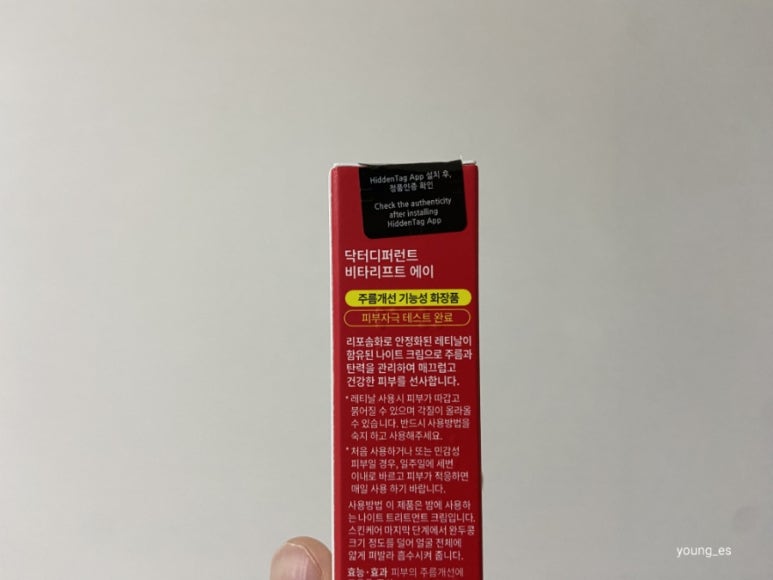 HiddenTag App 설치 후,
정품인증 확인
Check the authenticity
after installing
HiddenTag App
닥터디퍼런트
비타리프트 에이
주름개선 기능성 화장품
피부자극 테스트 완료
리포솜화로 안정화된 레티날이
함유된 나이트 크림으로 주름과
탄력을 관리하여 매끄럽고
건강한 피부를 선사합니다.
* 레티날 사용시 피부가 따갑고
붉어질 수 있으며 각질이 올라올
수 있습니다. 반드시 사용방법을
숙지 하고 사용해주세요.
* 처음 사용하거나 또는 민감성
피부일 경우, 일주일에 세번
이내로 바르고 피부가 적응하면
매일 사용 하기 바랍니다.
사용방법 이 제품은 밤에 사용하
는 나이트 트리트먼트 크림입니다.
스킨케어 마지막 단계에서 완두콩
크기 정도를 덜어 얼굴 전체에
얇게 펴발라 흡수시켜 줍니다.
효능·효과 피부의 주름개선에
young_es